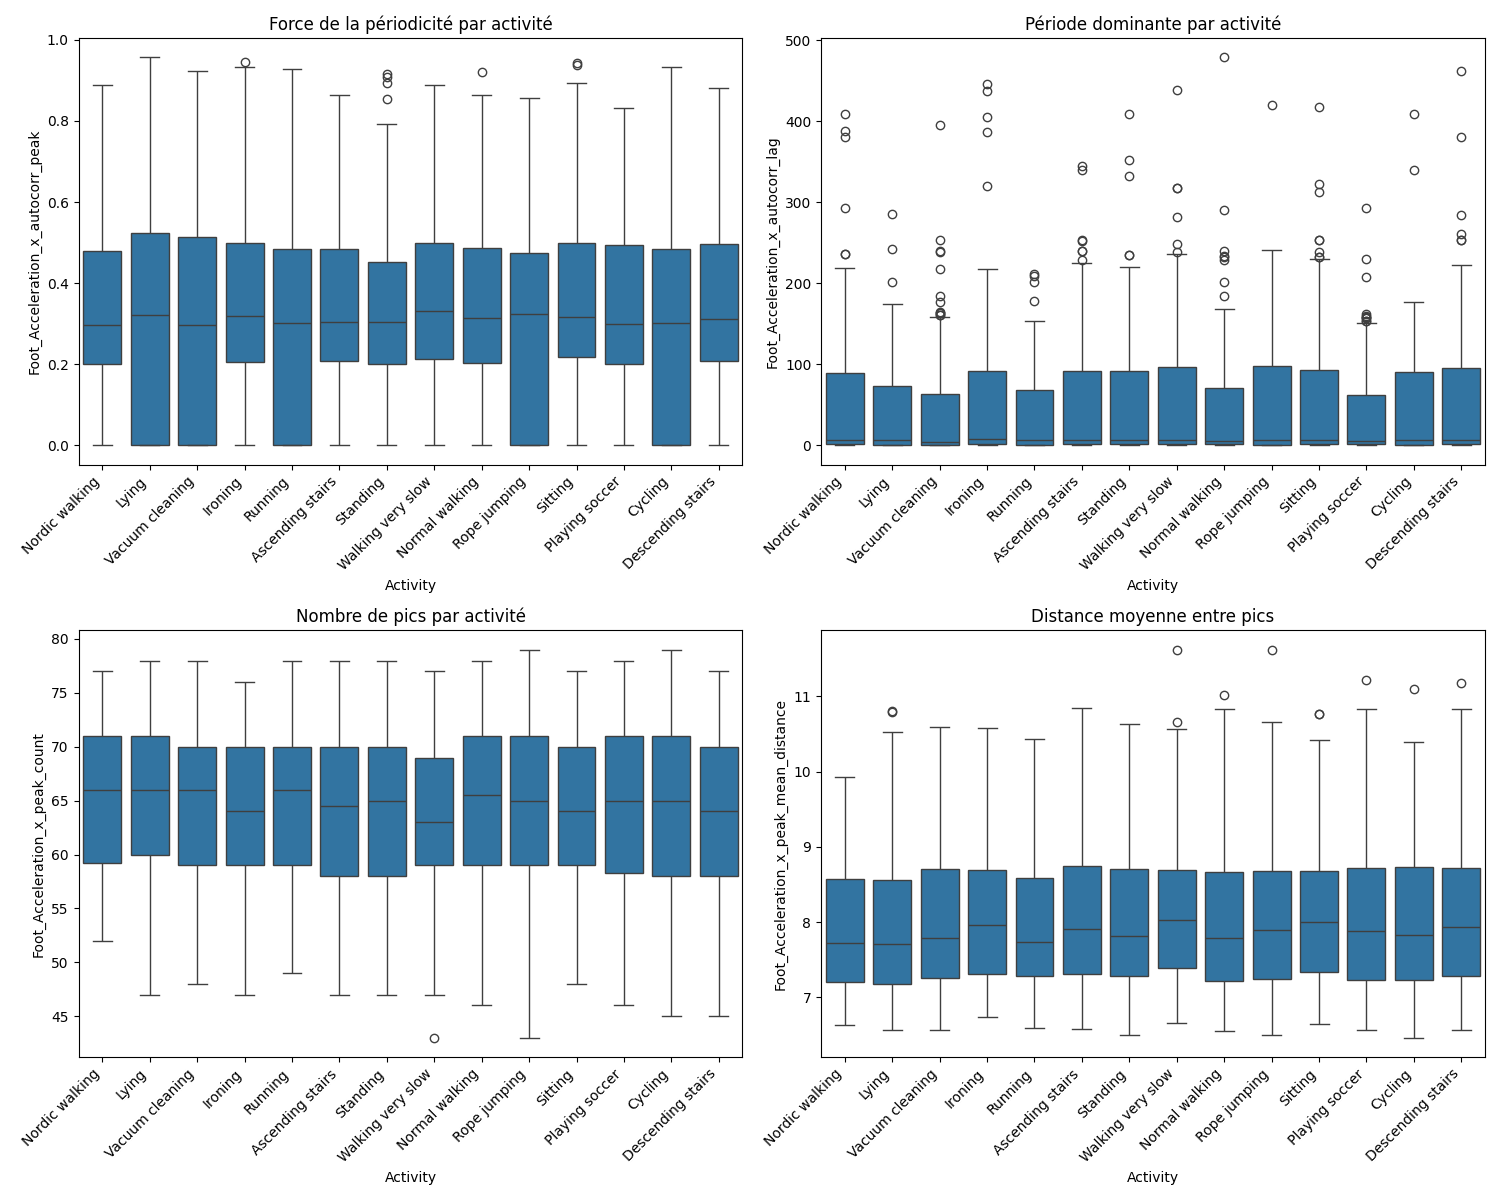 Force de la périodicité par activité
Foot_Acceleration_x_autocorr_peak
1.0
0.8
0.6
0.4
0.2
0.0
Nordic walking
Lying
Vacuum cleaning
Ironing
Running
Ascending stairs
Standing
Walking very slow
Normal walking
Rope jumping
Sitting
Playing soccer
Cycling
Descending stairs
Activity
Période dominante par activité
Foot_Acceleration_x_autocorr_lag
500
400
300
200
100
0
Nordic walking
Lying
Vacuum cleaning
Ironing
Running
Ascending stairs
Standing
Walking very slow
Normal walking
Rope jumping
Sitting
Playing soccer
Cycling
Descending stairs
Activity
Nombre de pics par activité
Foot_Acceleration_x_peak_count
80
75
70
65
60
55
50
45
Nordic walking
Lying
Vacuum cleaning
Ironing
Running
Ascending stairs
Standing
Walking very slow
Normal walking
Rope jumping
Sitting
Playing soccer
Cycling
Descending stairs
Activity
Distance moyenne entre pics
Foot_Acceleration_x_peak_mean_distance
11
10
9
8
7
Nordic walking
Lying
Vacuum cleaning
Ironing
Running
Ascending stairs
Standing
Walking very slow
Normal walking
Rope jumping
Sitting
Playing soccer
Cycling
Descending stairs
Activity